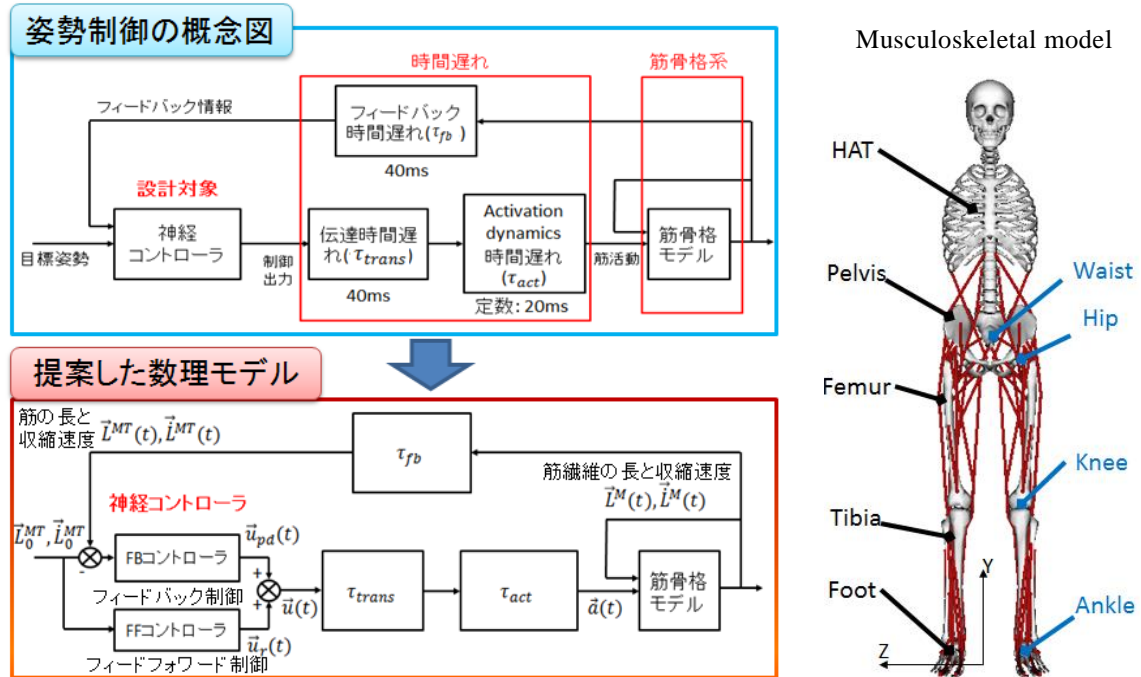 姿勢制御の概念図
時間遅れ
筋骨格系
フィードバック情報
フィードバック
時間遅れ(τ_fb)
40ms
設計対象
神経
コントローラ
目標姿勢
制御
出力
伝達時間遅
れ(τ_trans)
40ms
Activation
dynamics
時間遅れ
(τ_act)
定数: 20ms
筋活動
筋骨格
モデル
提案した数理モデル
筋の長と
収縮速度
L⃗^MT(t), L⃗̇^MT(t)
τ_fb
筋繊維の長と収縮速度
L⃗^M(t), L⃗̇^M(t)
神経コントローラ
L⃗_0^MT, L⃗̇_0^MT
-
FBコントローラ
u⃗_pd(t)
フィードバック制御
+
+
u⃗(t)
FFコントローラ
u⃗_r(t)
フィードフォワード制御
τ_trans
τ_act
a⃗(t)
筋骨格
モデル
Musculoskeletal model
HAT
Pelvis
Waist
Hip
Femur
Knee
Tibia
Y
Foot
Ankle
Z